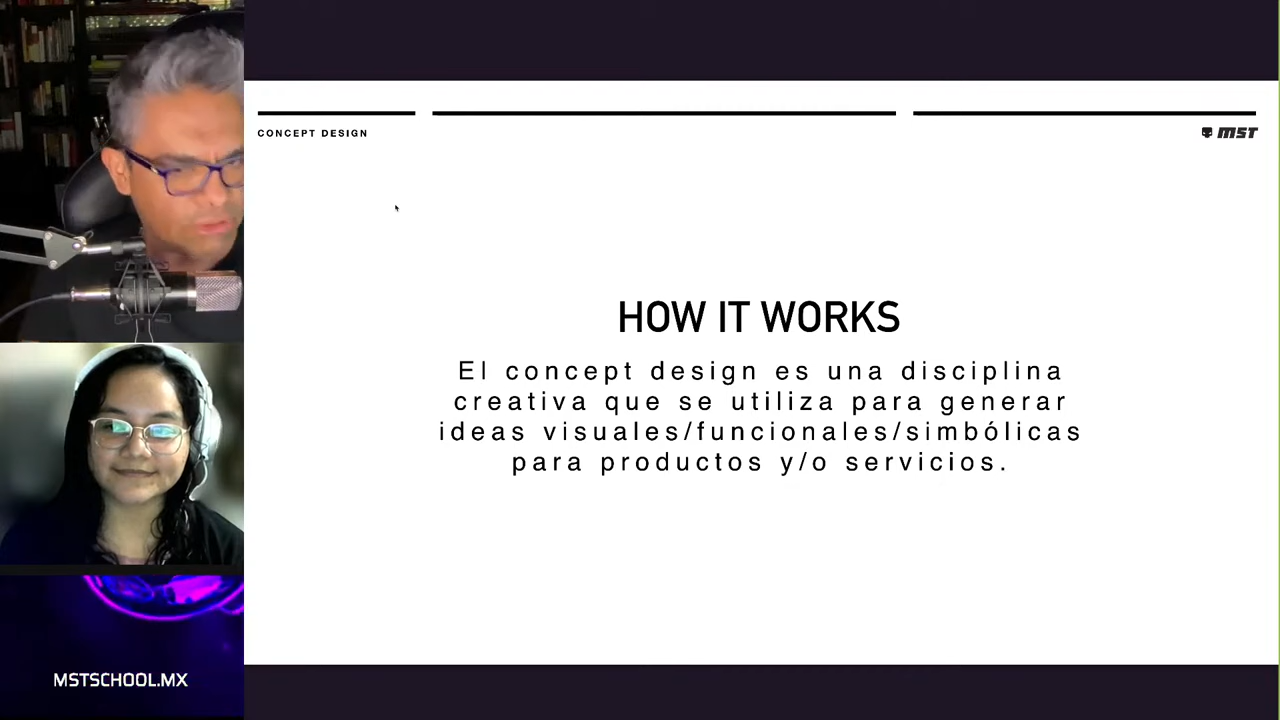 CONCEPT DESIGN
MST
HOW IT WORKS
El concept design es una disciplina
creativa que se utiliza para generar
ideas visuales/funcionales/simbólicas
para productos y/o servicios.
MSTSCHOOL.MX